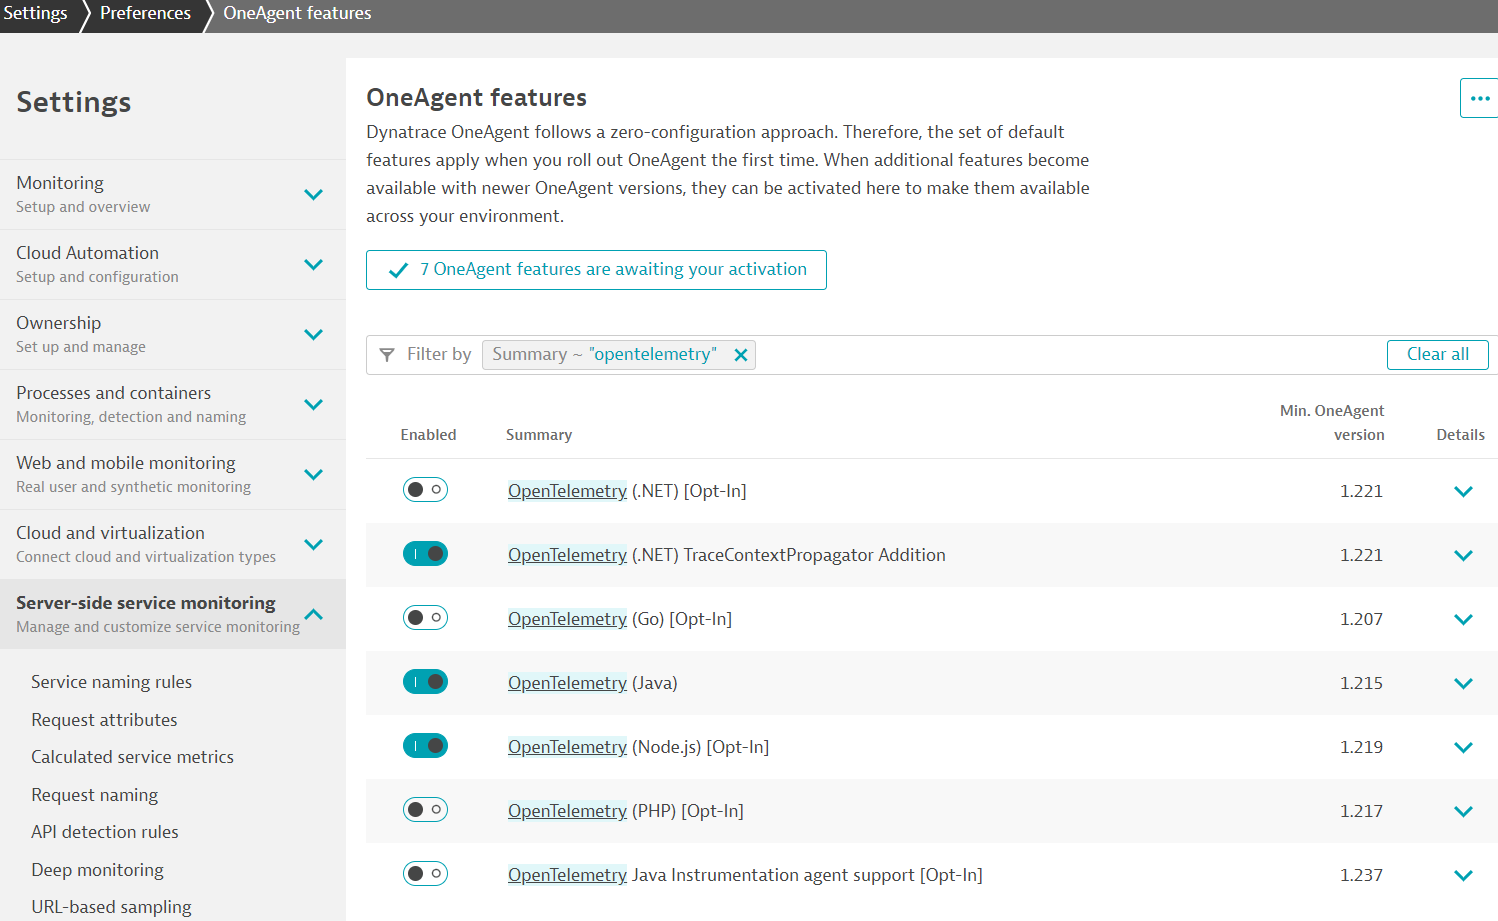 Settings
Preferences
OneAgent features
Settings
Monitoring
Setup and overview
Cloud Automation
Setup and configuration
Ownership
Set up and manage
Processes and containers
Monitoring, detection and naming
Web and mobile monitoring
Real user and synthetic monitoring
Cloud and virtualization
Connect cloud and virtualization types
Server-side service monitoring
Manage and customize service monitoring
Service naming rules
Request attributes
Calculated service metrics
Request naming
API detection rules
Deep monitoring
URL-based sampling
OneAgent features
Dynatrace OneAgent follows a zero-configuration approach. Therefore, the set of default
features apply when you roll out OneAgent the first time. When additional features become
available with newer OneAgent versions, they can be activated here to make them available
across your environment.
7 OneAgent features are awaiting your activation
Filter by Summary ~ "opentelemetry" Clear all
Enabled Summary Min. OneAgent version Details
OpenTelemetry (.NET) [Opt-In] 1.221
OpenTelemetry (.NET) TraceContextPropagator Addition 1.221
OpenTelemetry (Go) [Opt-In] 1.207
OpenTelemetry (Java) 1.215
OpenTelemetry (Node.js) [Opt-In] 1.219
OpenTelemetry (PHP) [Opt-In] 1.217
OpenTelemetry Java Instrumentation agent support [Opt-In] 1.237